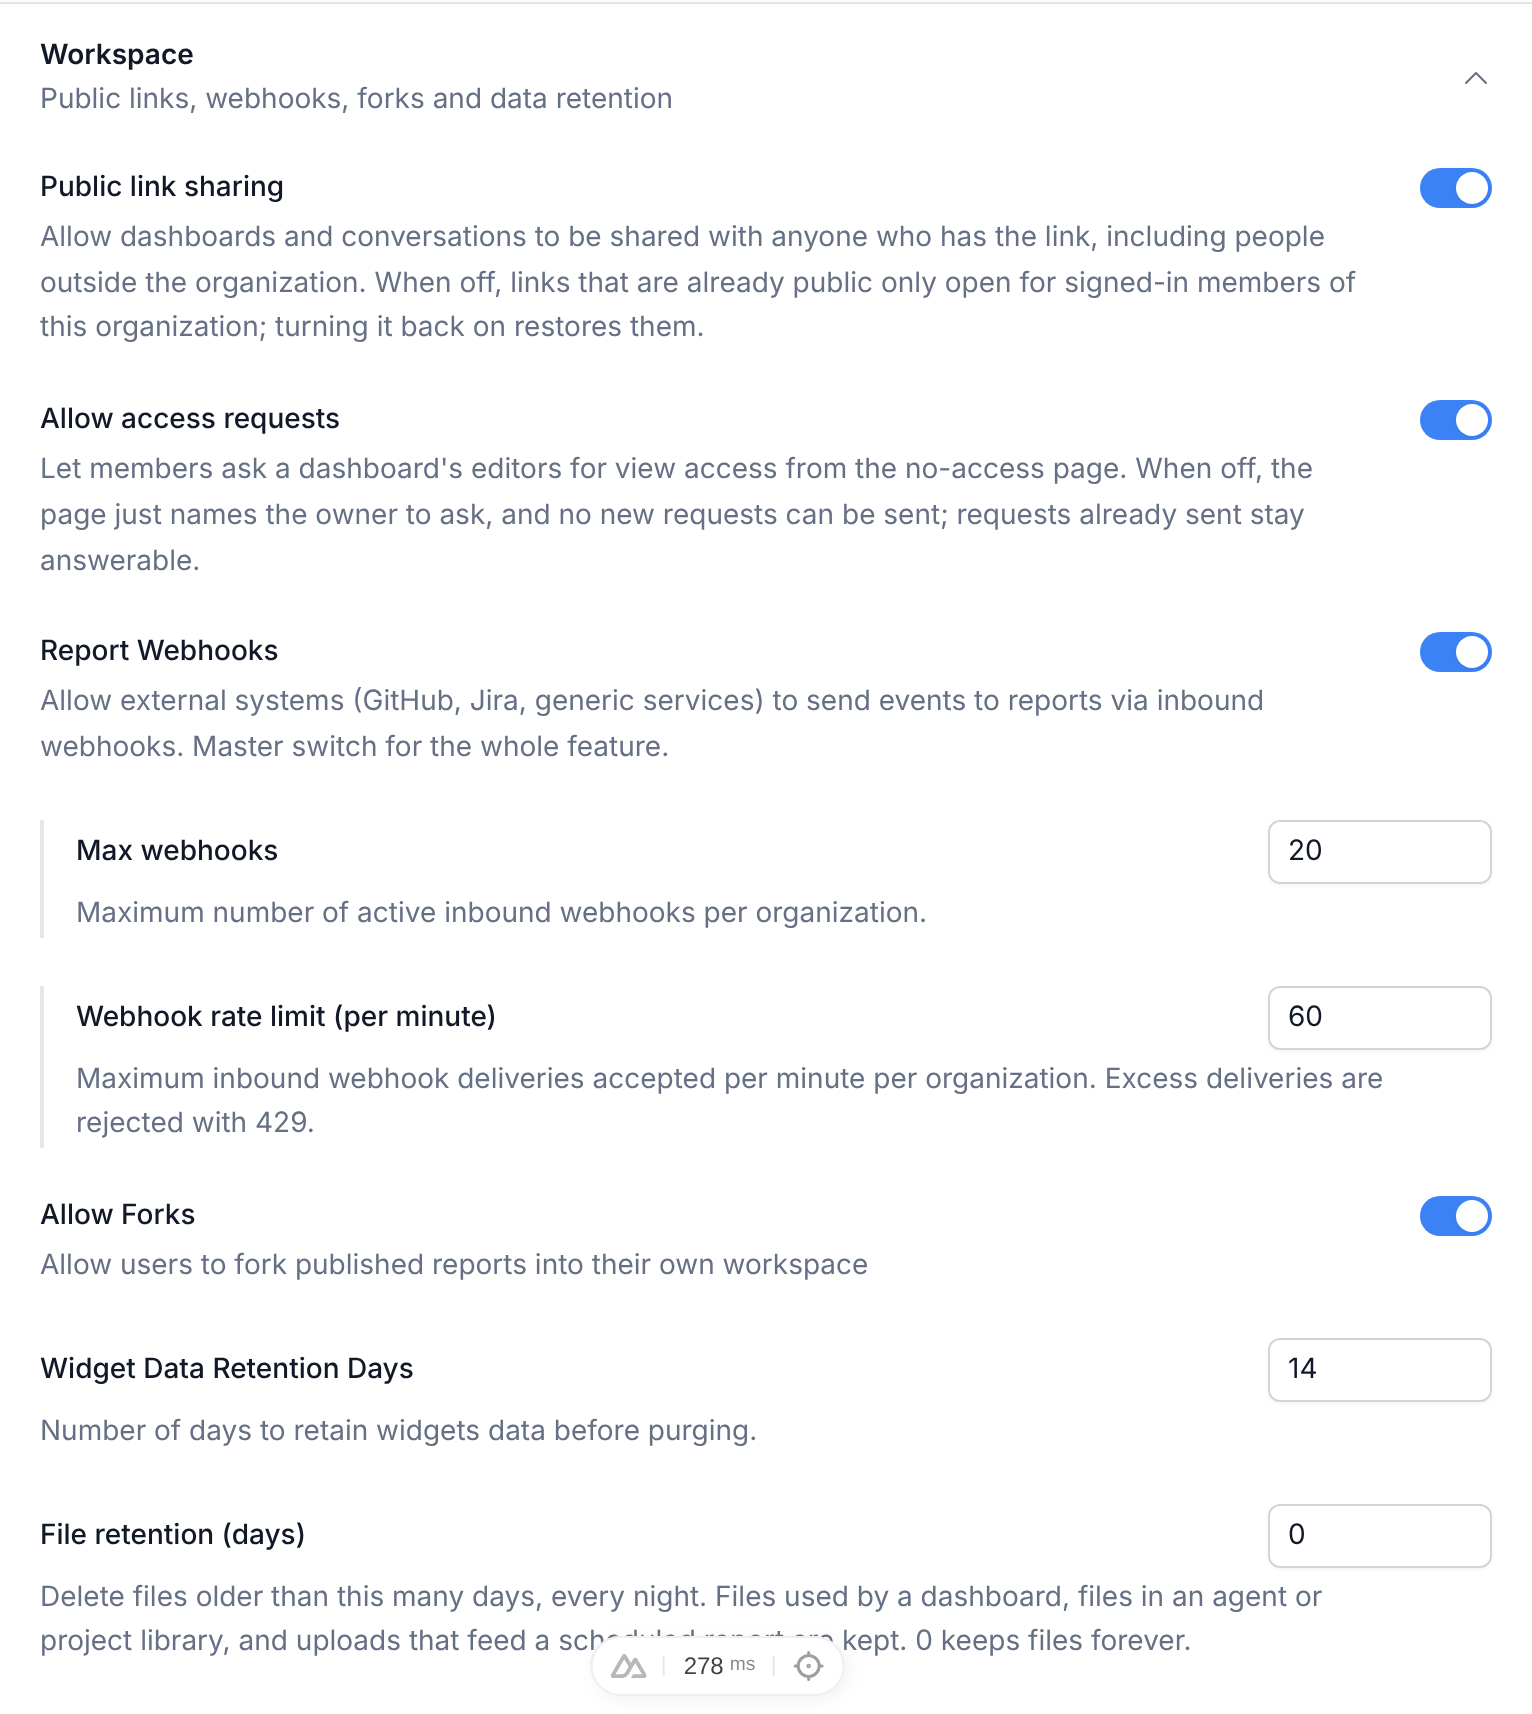 Workspace
Public links, webhooks, forks and data retention
Public link sharing
Allow dashboards and conversations to be shared with anyone who has the link, including people
outside the organization. When off, links that are already public only open for signed-in members of
this organization; turning it back on restores them.
Allow access requests
Let members ask a dashboard's editors for view access from the no-access page. When off, the
page just names the owner to ask, and no new requests can be sent; requests already sent stay
answerable.
Report Webhooks
Allow external systems (GitHub, Jira, generic services) to send events to reports via inbound
webhooks. Master switch for the whole feature.
Max webhooks
20
Maximum number of active inbound webhooks per organization.
Webhook rate limit (per minute)
60
Maximum inbound webhook deliveries accepted per minute per organization. Excess deliveries are
rejected with 429.
Allow Forks
Allow users to fork published reports into their own workspace
Widget Data Retention Days
14
Number of days to retain widgets data before purging.
File retention (days)
0
Delete files older than this many days, every night. Files used by a dashboard, files in an agent or
project library, and uploads that feed a scheduled report are kept. 0 keeps files forever.
278 ms